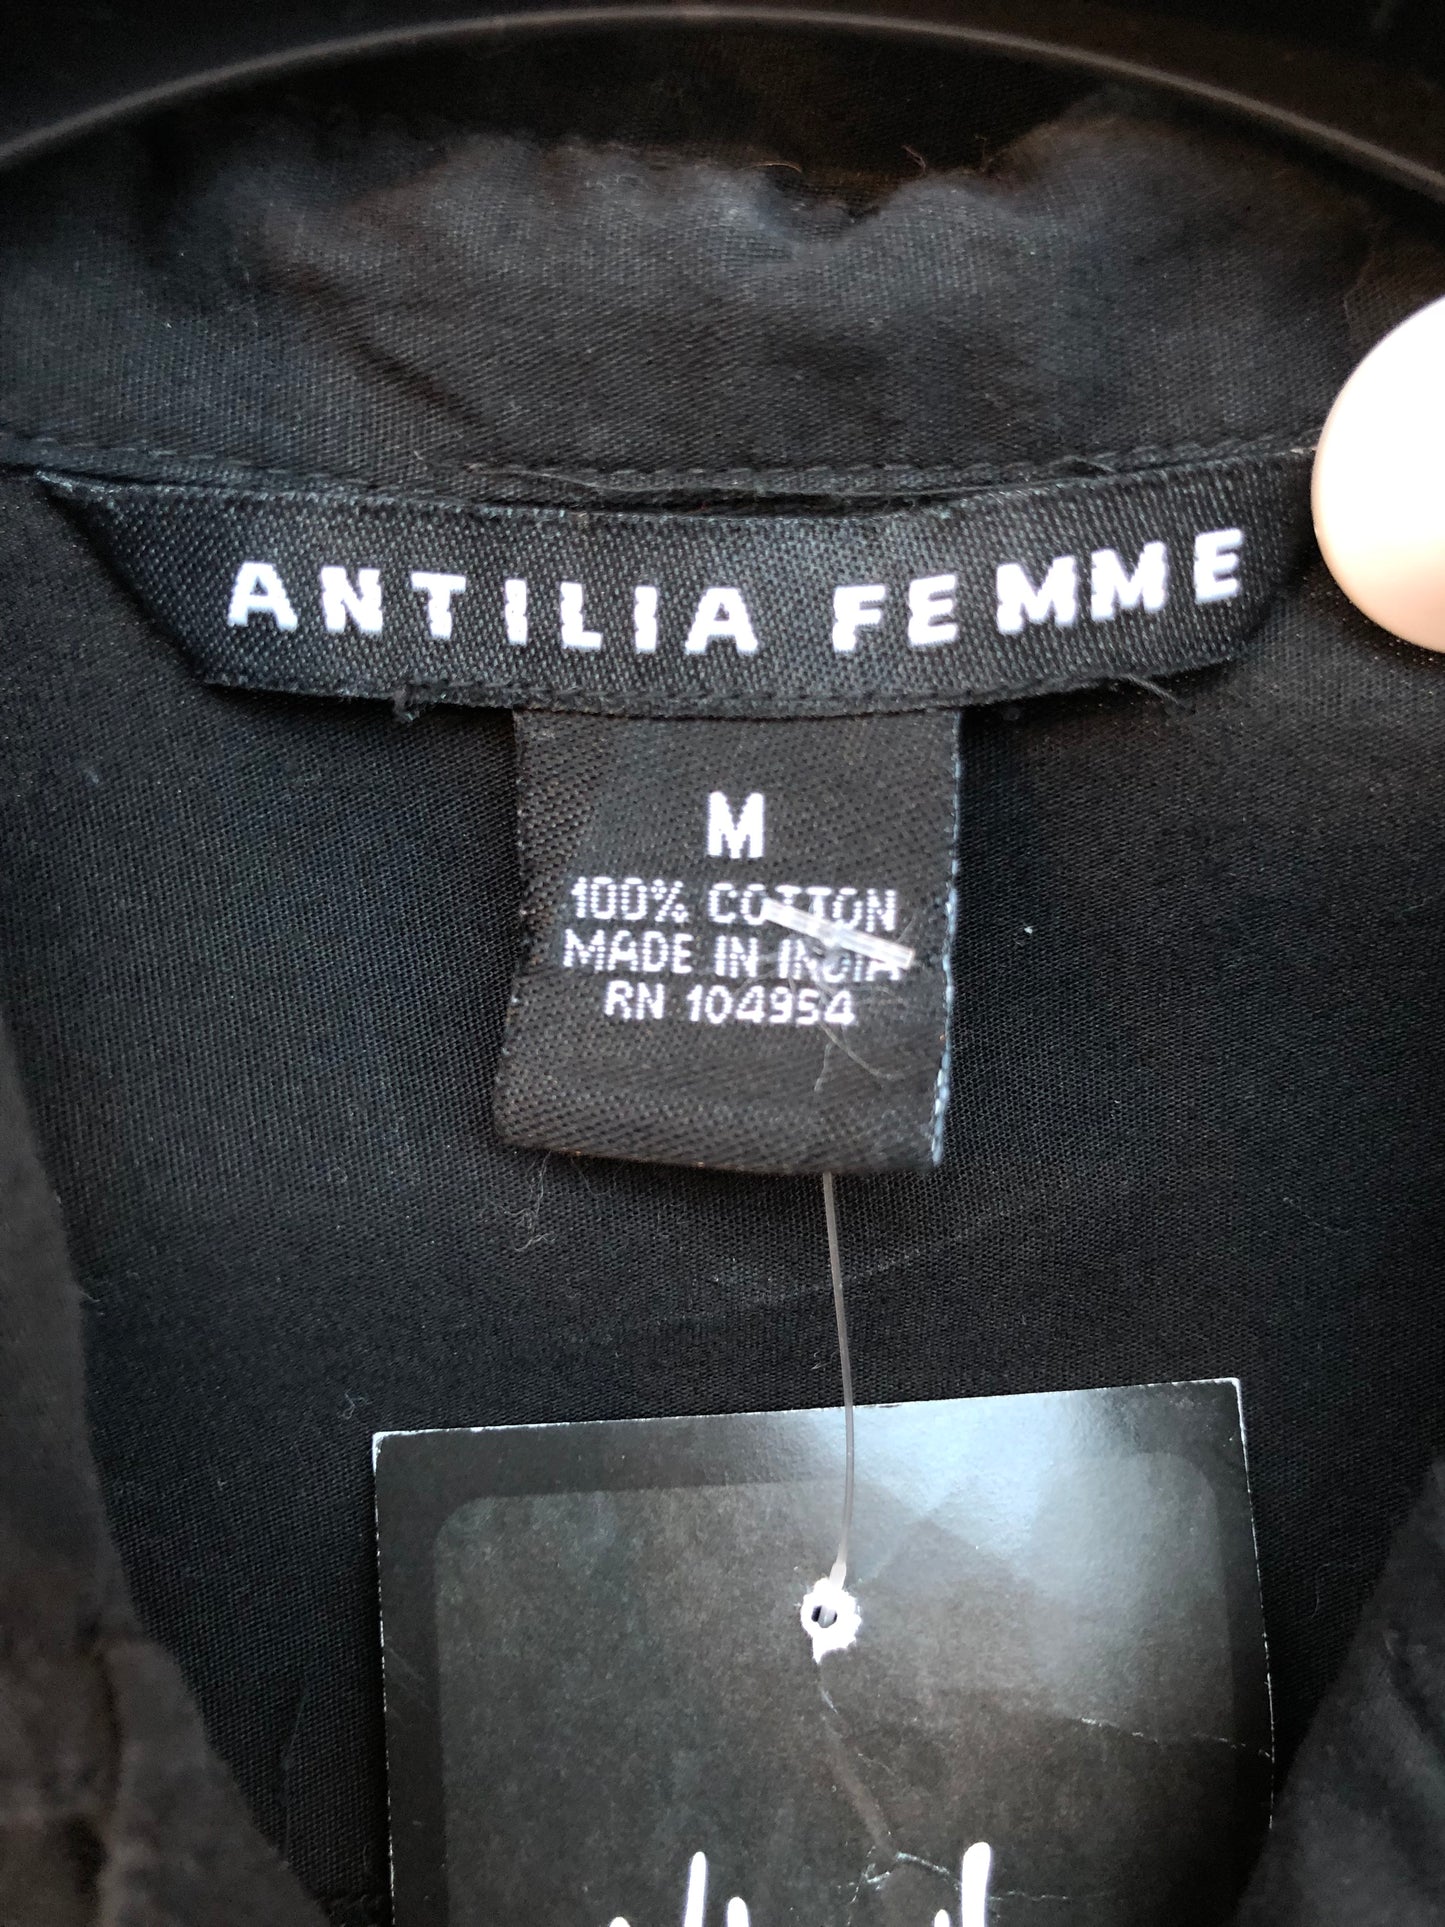 ANTILIA FEMME
M
100% COTTON
MADE IN INDIA
RN 104954